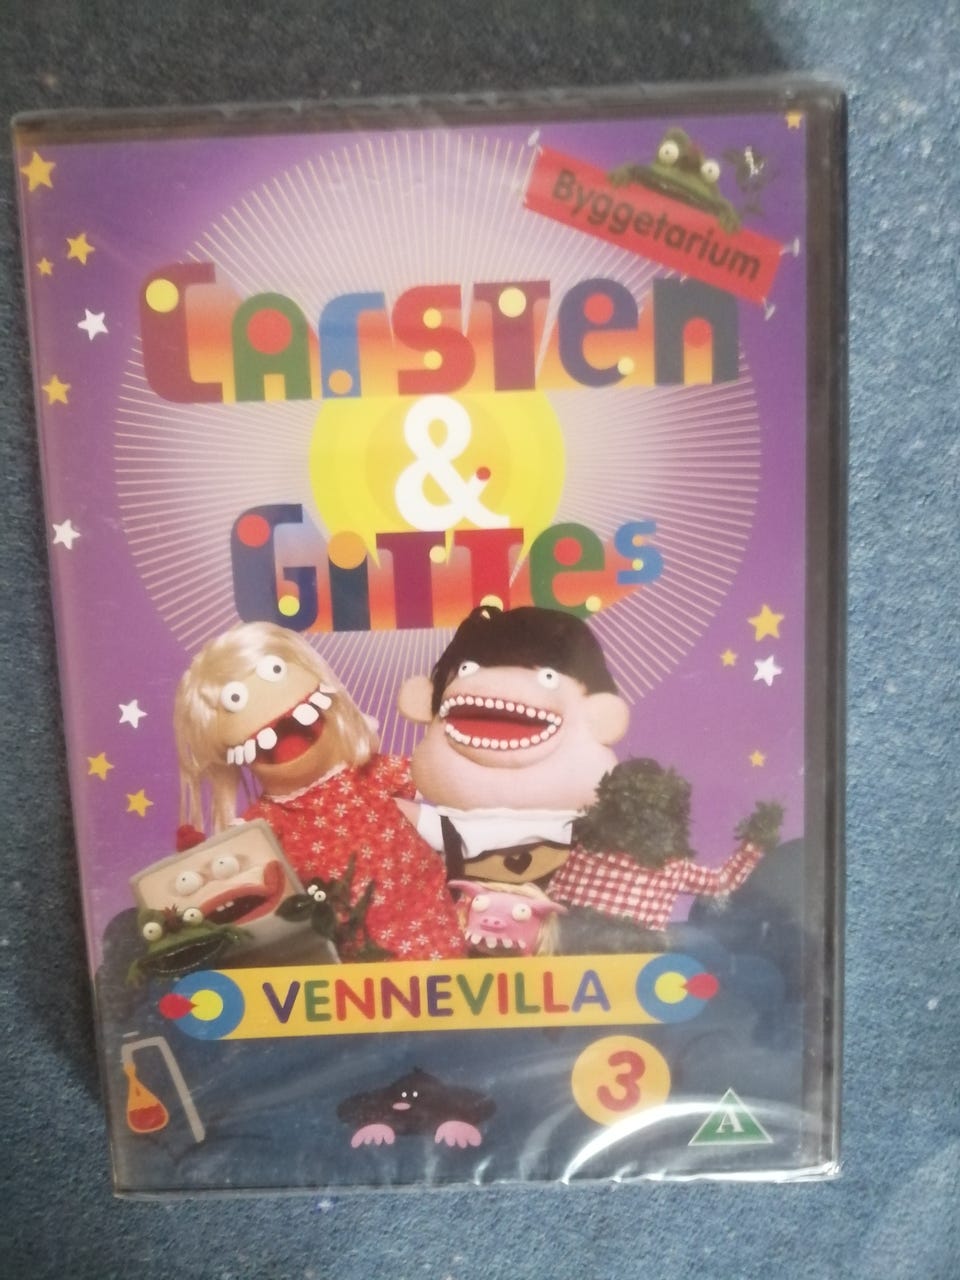 Byggetarium
Carsten
&
Gittes
VENNEVILLA
3
A